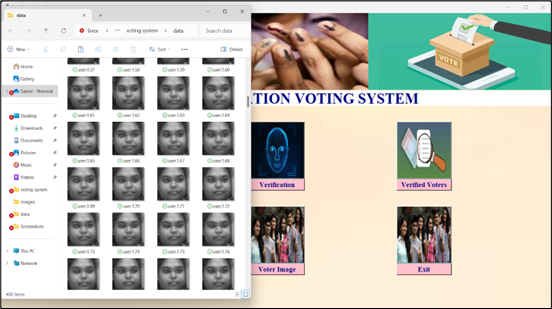 data
Error
voting system
data
Search data
New
Sort
Details
Home
Gallery
Personal
Desktop
Downloads
Documents
Pictures
Music
Videos
voting system
images
data
Screenshots
This PC
Network
user.1.57
user.1.58
user.1.59
user.1.60
user.1.61
user.1.62
user.1.63
user.1.64
user.1.65
user.1.66
user.1.67
user.1.68
user.1.69
user.1.70
user.1.71
user.1.72
user.1.73
user.1.74
user.1.75
user.1.76
400 items
VOTE
ATION VOTING SYSTEM
Verification
Verified Voters
Voter Image
Exit